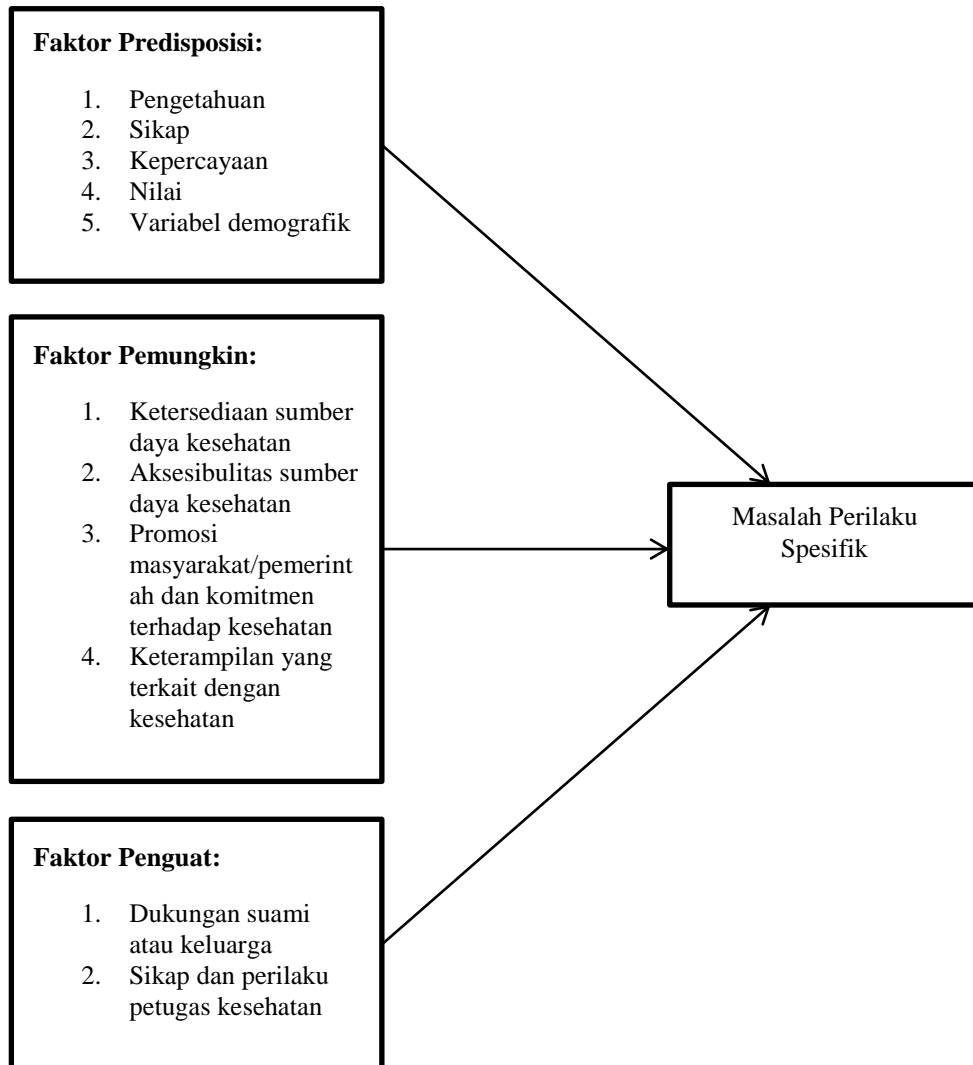 Faktor Predisposisi:
1. Pengetahuan
2. Sikap
3. Kepercayaan
4. Nilai
5. Variabel demografik
Faktor Pemungkin:
1. Ketersediaan sumber
daya kesehatan
2. Aksesibulitas sumber
daya kesehatan
3. Promosi
masyarakat/pemerint
ah dan komitmen
terhadap kesehatan
4. Keterampilan yang
terkait dengan
kesehatan
Masalah Perilaku
Spesifik
Faktor Penguat:
1. Dukungan suami
atau keluarga
2. Sikap dan perilaku
petugas kesehatan